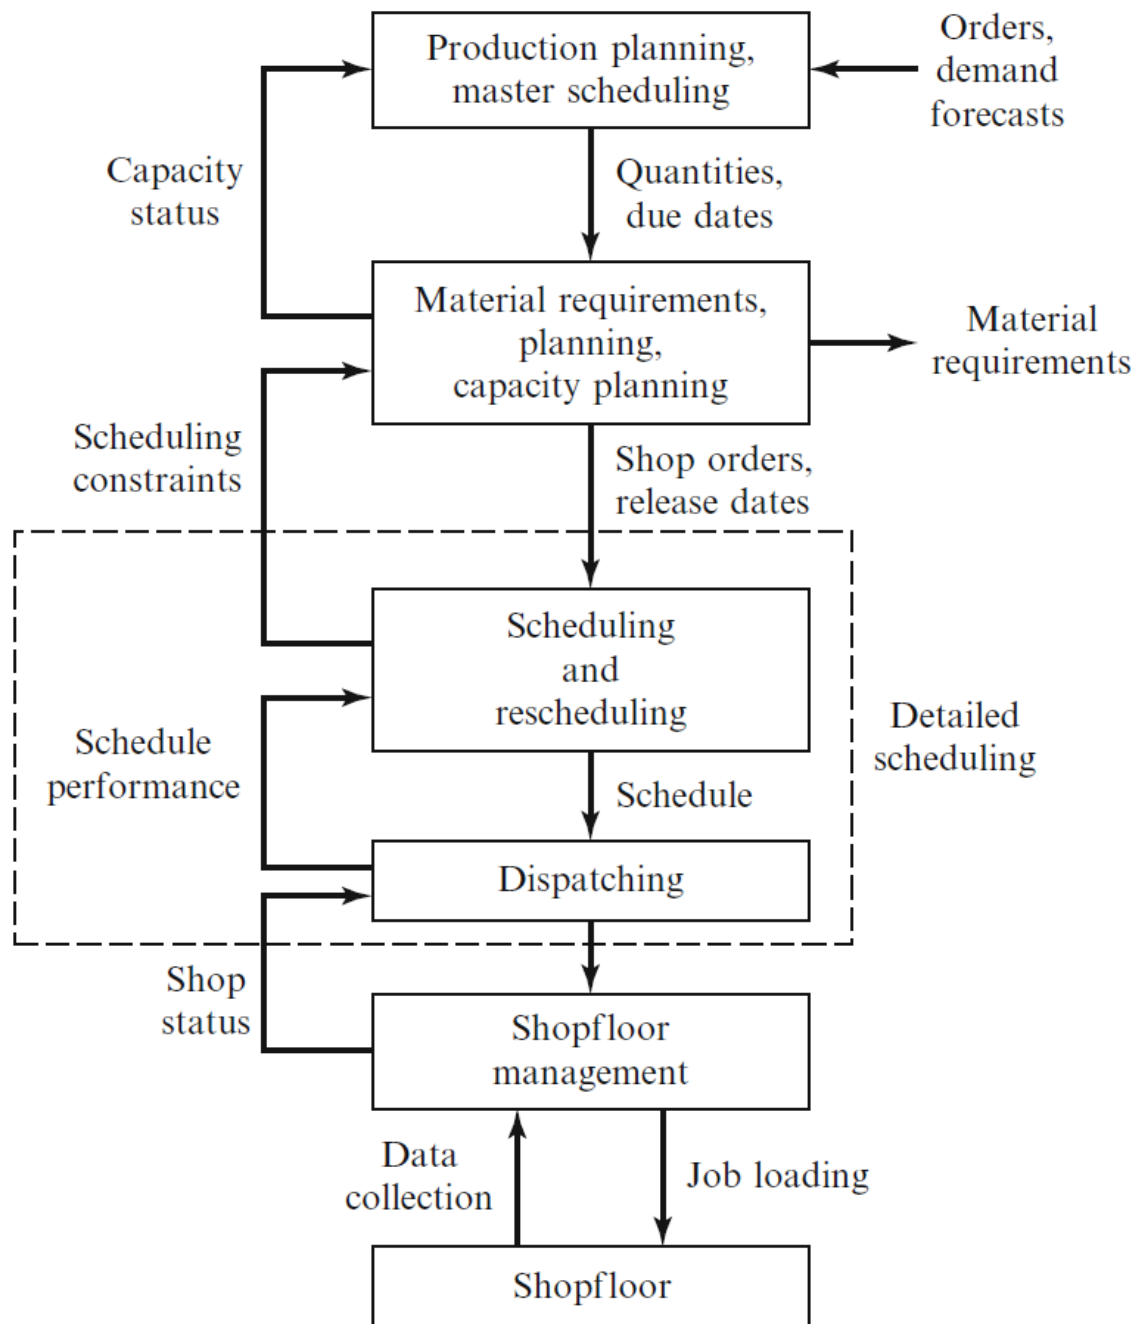 Production planning,
master scheduling
Orders,
demand
forecasts
Capacity
status
Quantities,
due dates
Material requirements,
planning,
capacity planning
Material
requirements
Scheduling
constraints
Shop orders,
release dates
Scheduling
and
rescheduling
Detailed
scheduling
Schedule
performance
Schedule
Dispatching
Shop
status
Shopfloor
management
Data
collection
Job loading
Shopfloor